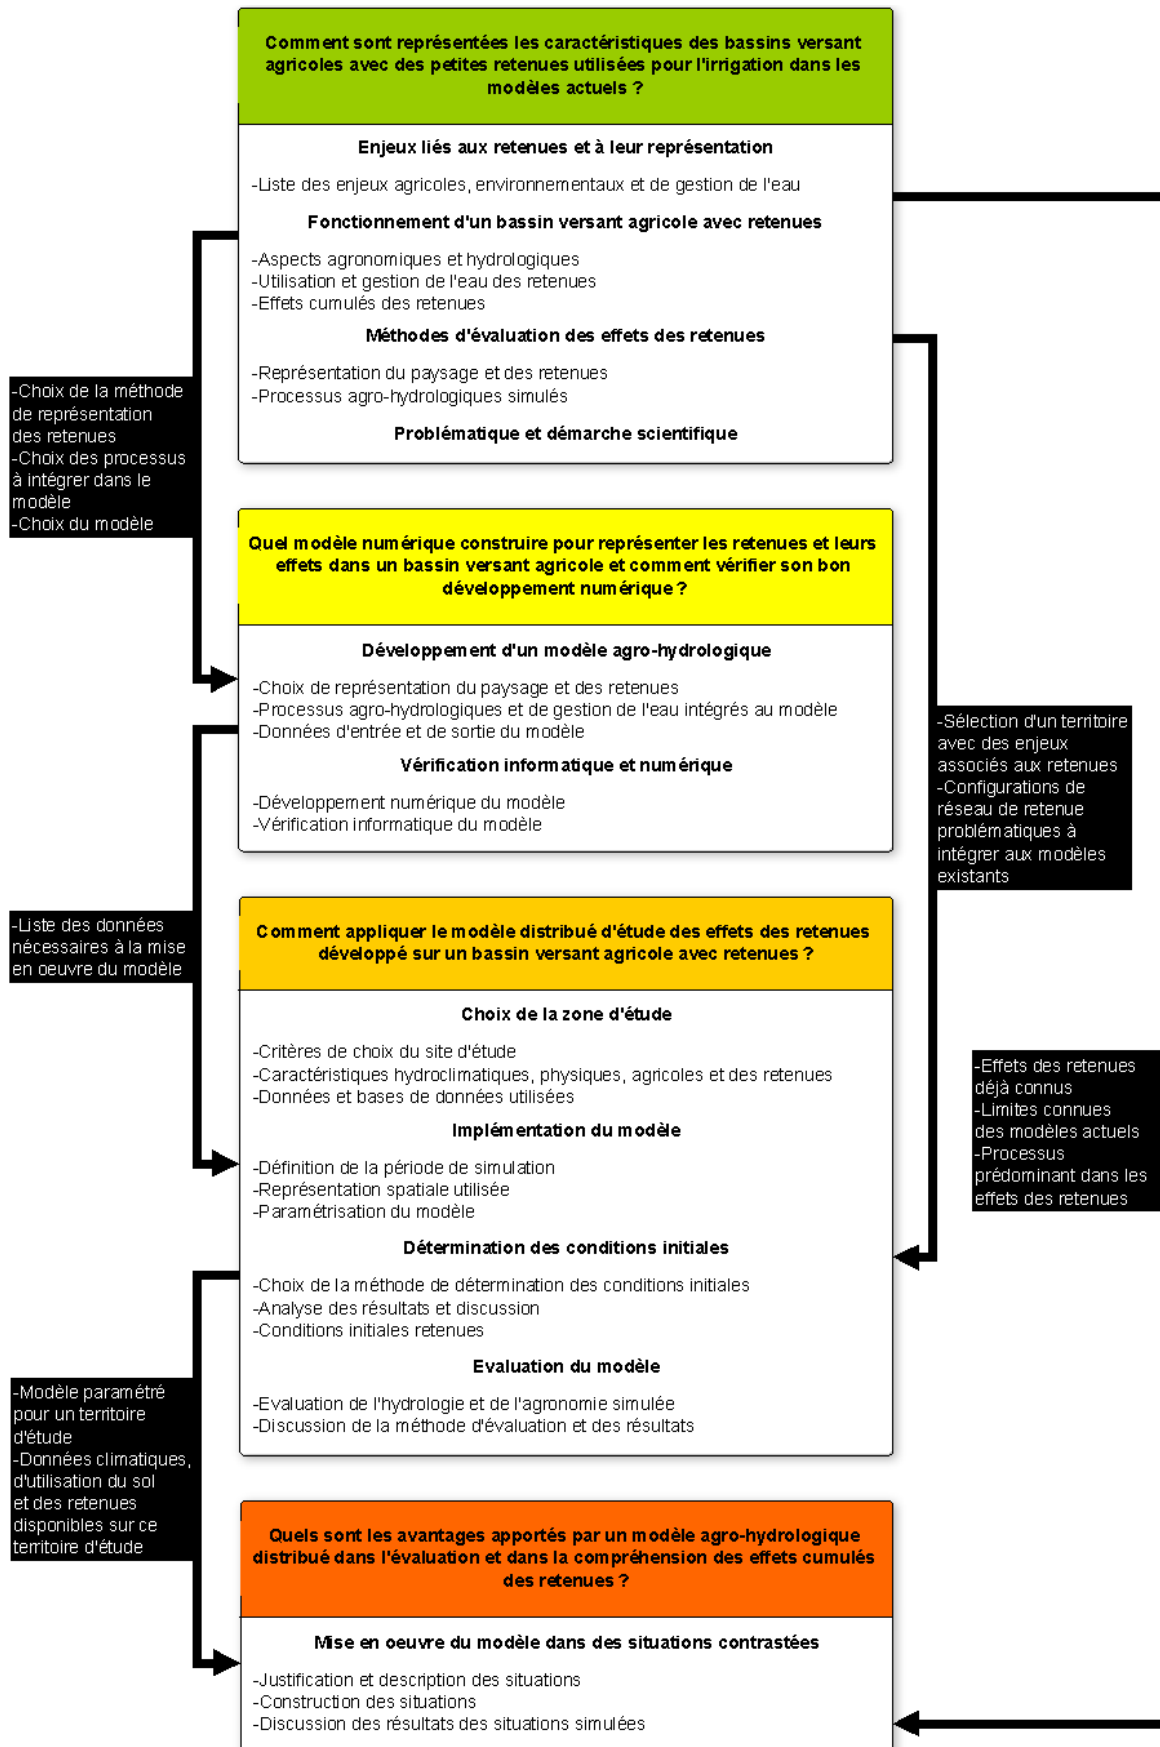 Comment sont représentées les caractéristiques des bassins versant
agricoles avec des petites retenues utilisées pour l'irrigation dans les
modèles actuels ?
Enjeux liés aux retenues et à leur représentation
-Liste des enjeux agricoles, environnementaux et de gestion de l'eau
Fonctionnement d'un bassin versant agricole avec retenues
-Aspects agronomiques et hydrologiques
-Utilisation et gestion de l'eau des retenues
-Effets cumulés des retenues
Méthodes d'évaluation des effets des retenues
-Représentation du paysage et des retenues
-Processus agro-hydrologiques simulés
Problématique et démarche scientifique
-Choix de la méthode
de représentation
des retenues
-Choix des processus
à intégrer dans le
modèle
-Choix du modèle
Quel modèle numérique construire pour représenter les retenues et leurs
effets dans un bassin versant agricole et comment vérifier son bon
développement numérique ?
Développement d'un modèle agro-hydrologique
-Choix de représentation du paysage et des retenues
-Processus agro-hydrologiques et de gestion de l'eau intégrés au modèle
-Données d'entrée et de sortie du modèle
Vérification informatique et numérique
-Développement numérique du modèle
-Vérification informatique du modèle
-Sélection d'un territoire
avec des enjeux
associés aux retenues
-Configurations de
réseau de retenue
problématiques à
intégrer aux modèles
existants
-Liste des données
nécessaires à la mise
en oeuvre du modèle
Comment appliquer le modèle distribué d'étude des effets des retenues
développé sur un bassin versant agricole avec retenues ?
Choix de la zone d'étude
-Critères de choix du site d'étude
-Caractéristiques hydroclimatiques, physiques, agricoles et des retenues
-Données et bases de données utilisées
Implémentation du modèle
-Définition de la période de simulation
-Représentation spatiale utilisée
-Paramétrisation du modèle
Détermination des conditions initiales
-Choix de la méthode de détermination des conditions initiales
-Analyse des résultats et discussion
-Conditions initiales retenues
Evaluation du modèle
-Evaluation de l'hydrologie et de l'agronomie simulée
-Discussion de la méthode d'évaluation et des résultats
-Effets des retenues
déjà connus
-Limites connues
des modèles actuels
-Processus
prédominant dans les
effets des retenues
-Modèle paramétré
pour un territoire
d'étude
-Données climatiques,
d'utilisation du sol
et des retenues
disponibles sur ce
territoire d'étude
Quels sont les avantages apportés par un modèle agro-hydrologique
distribué dans l'évaluation et dans la compréhension des effets cumulés
des retenues ?
Mise en oeuvre du modèle dans des situations contrastées
-Justification et description des situations
-Construction des situations
-Discussion des résultats des situations simulées